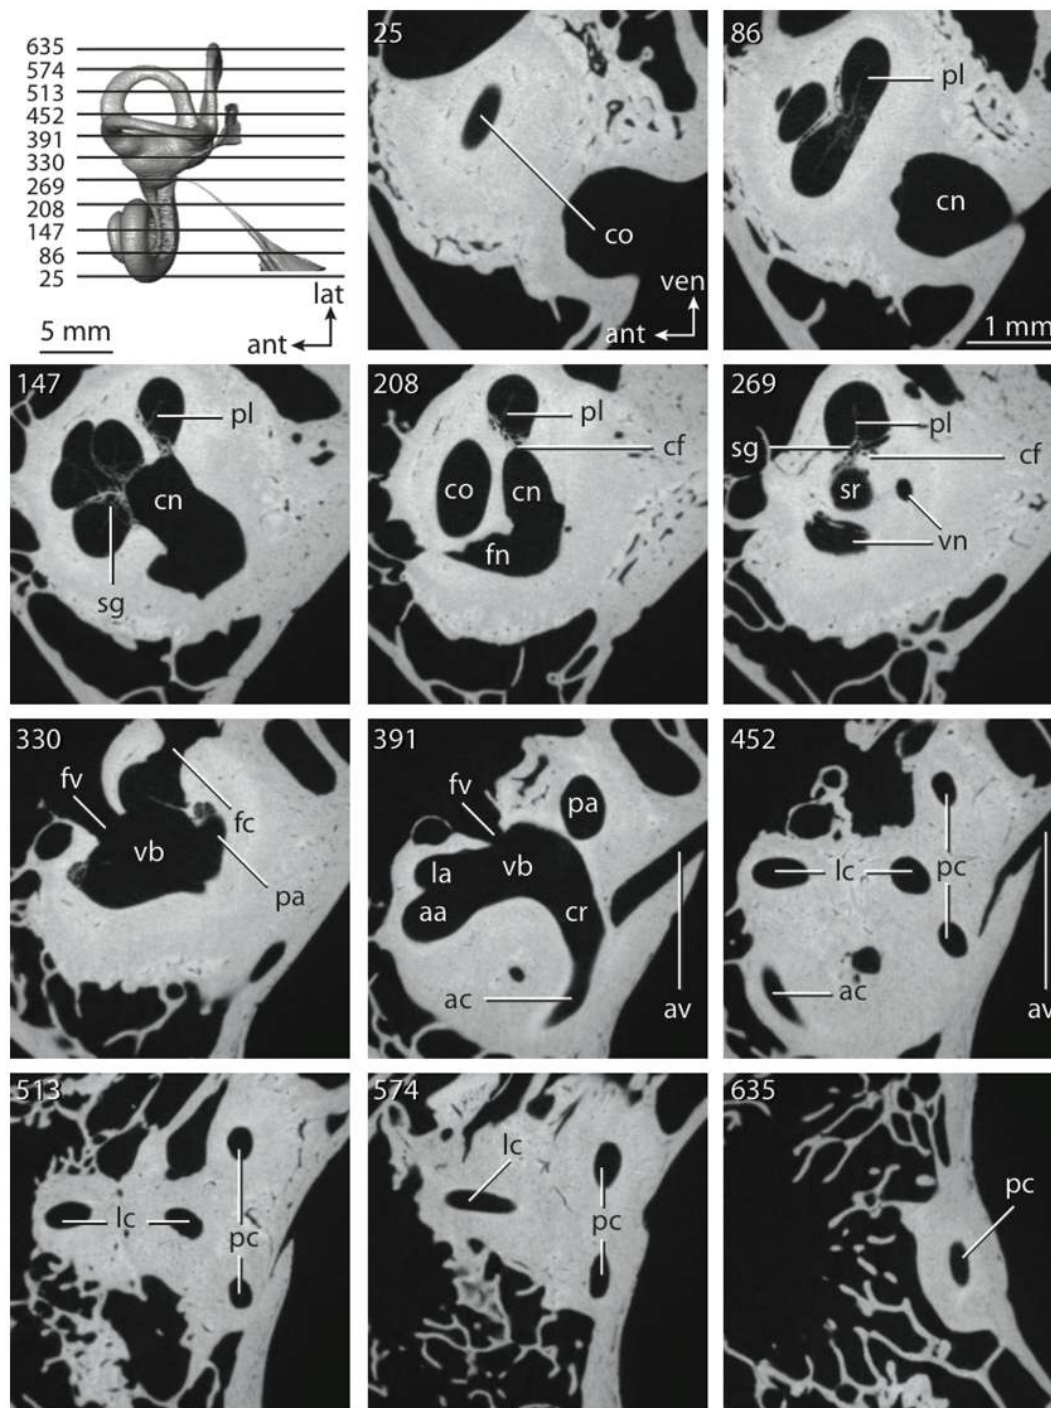 635
574
513
452
391
330
269
208
147
86
25
lat
ant
5 mm
25
co
ven
ant
86
pl
cn
1 mm
147
pl
cn
sg
208
pl
cf
co
cn
fn
269
pl
sg
cf
sr
vn
330
fv
vb
fc
pa
391
fv
pa
la
vb
aa
cr
ac
av
452
lc
pc
ac
av
513
lc
pc
574
lc
pc
635
pc